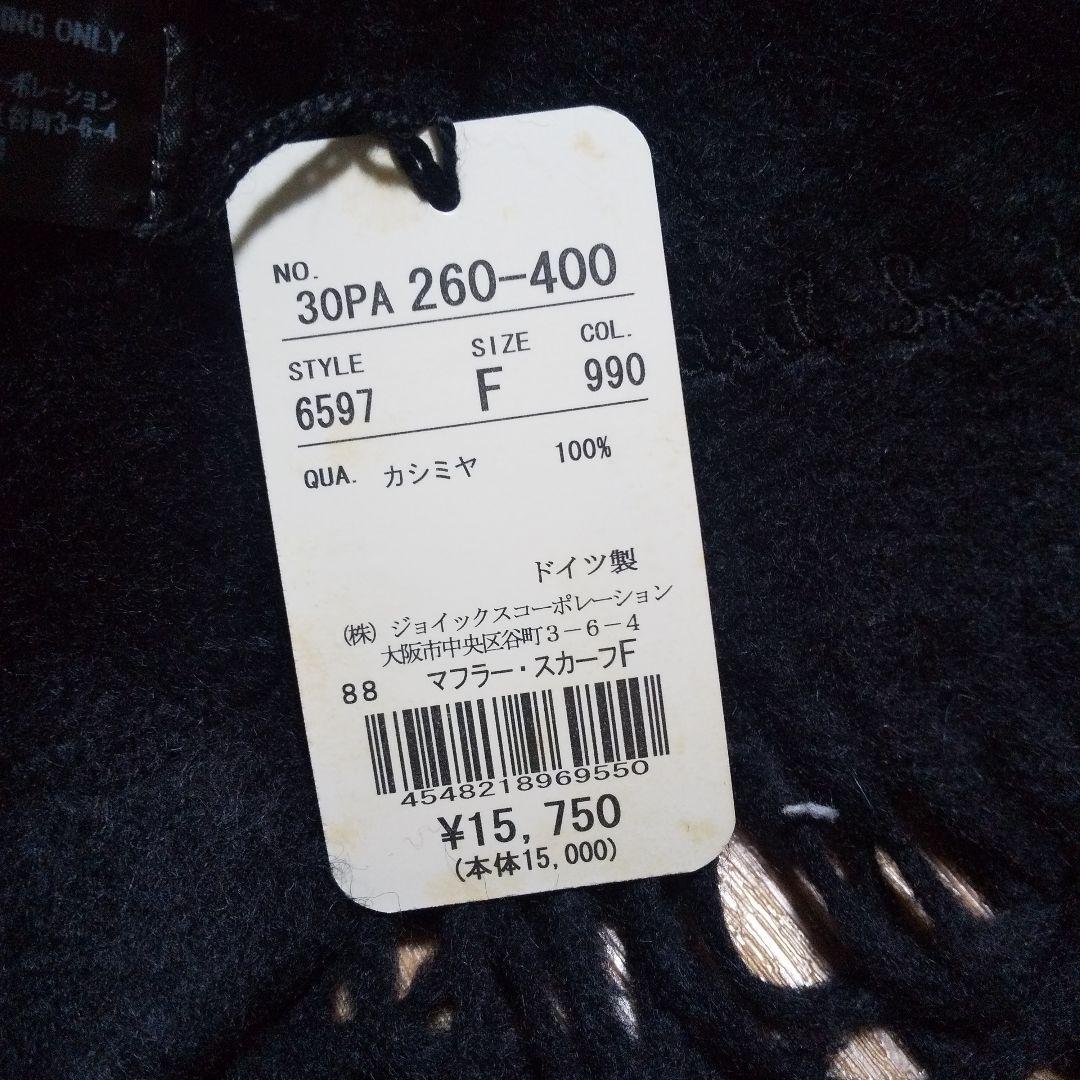 ING ONLY
ポレーション
谷町3-6-4
NO.
30PA 260-400
STYLE SIZE COL.
6597 F 990
QUA. カシミヤ 100%
ドイツ製
(株) ジョイックスコーポレーション
大阪市中央区谷町3-6-4
88 マフラー・スカーフF
4548218969550
¥15,750
(本体15,000)